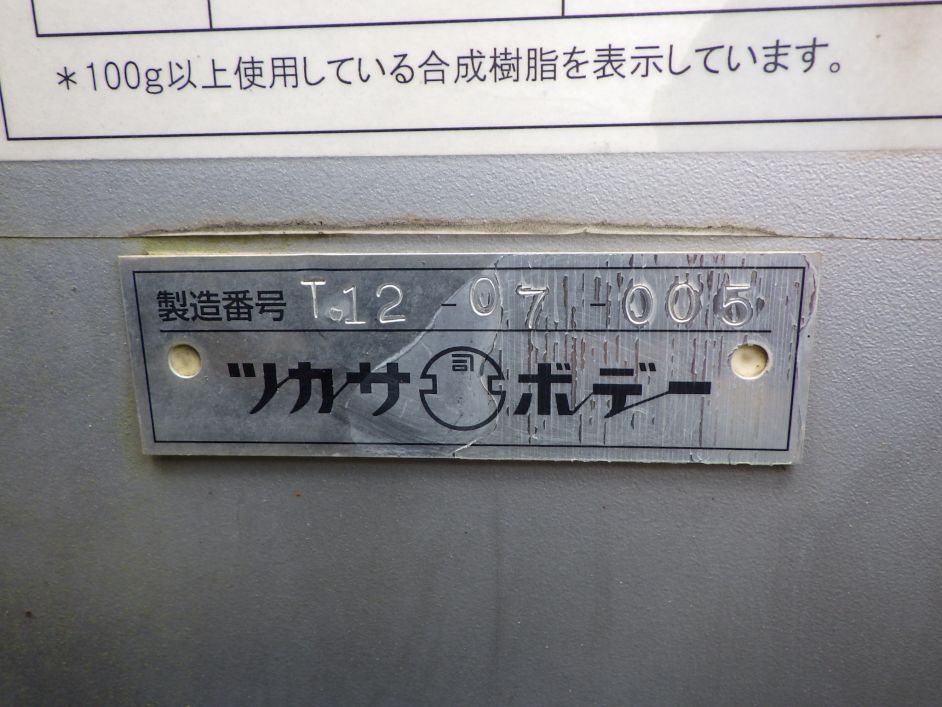 *100g以上使用している合成樹脂を表示しています。
製造番号 T.12-07-005
ツカサ 司 ボデー